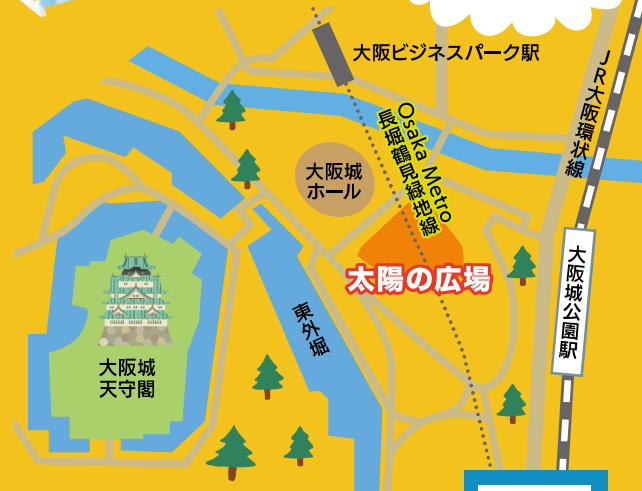 大阪ビジネスパーク駅
JR大阪環状線
Osaka Metro
長堀鶴見緑地線
大阪城
ホール
太陽の広場
大阪城公園駅
東外堀
大阪城
天守閣